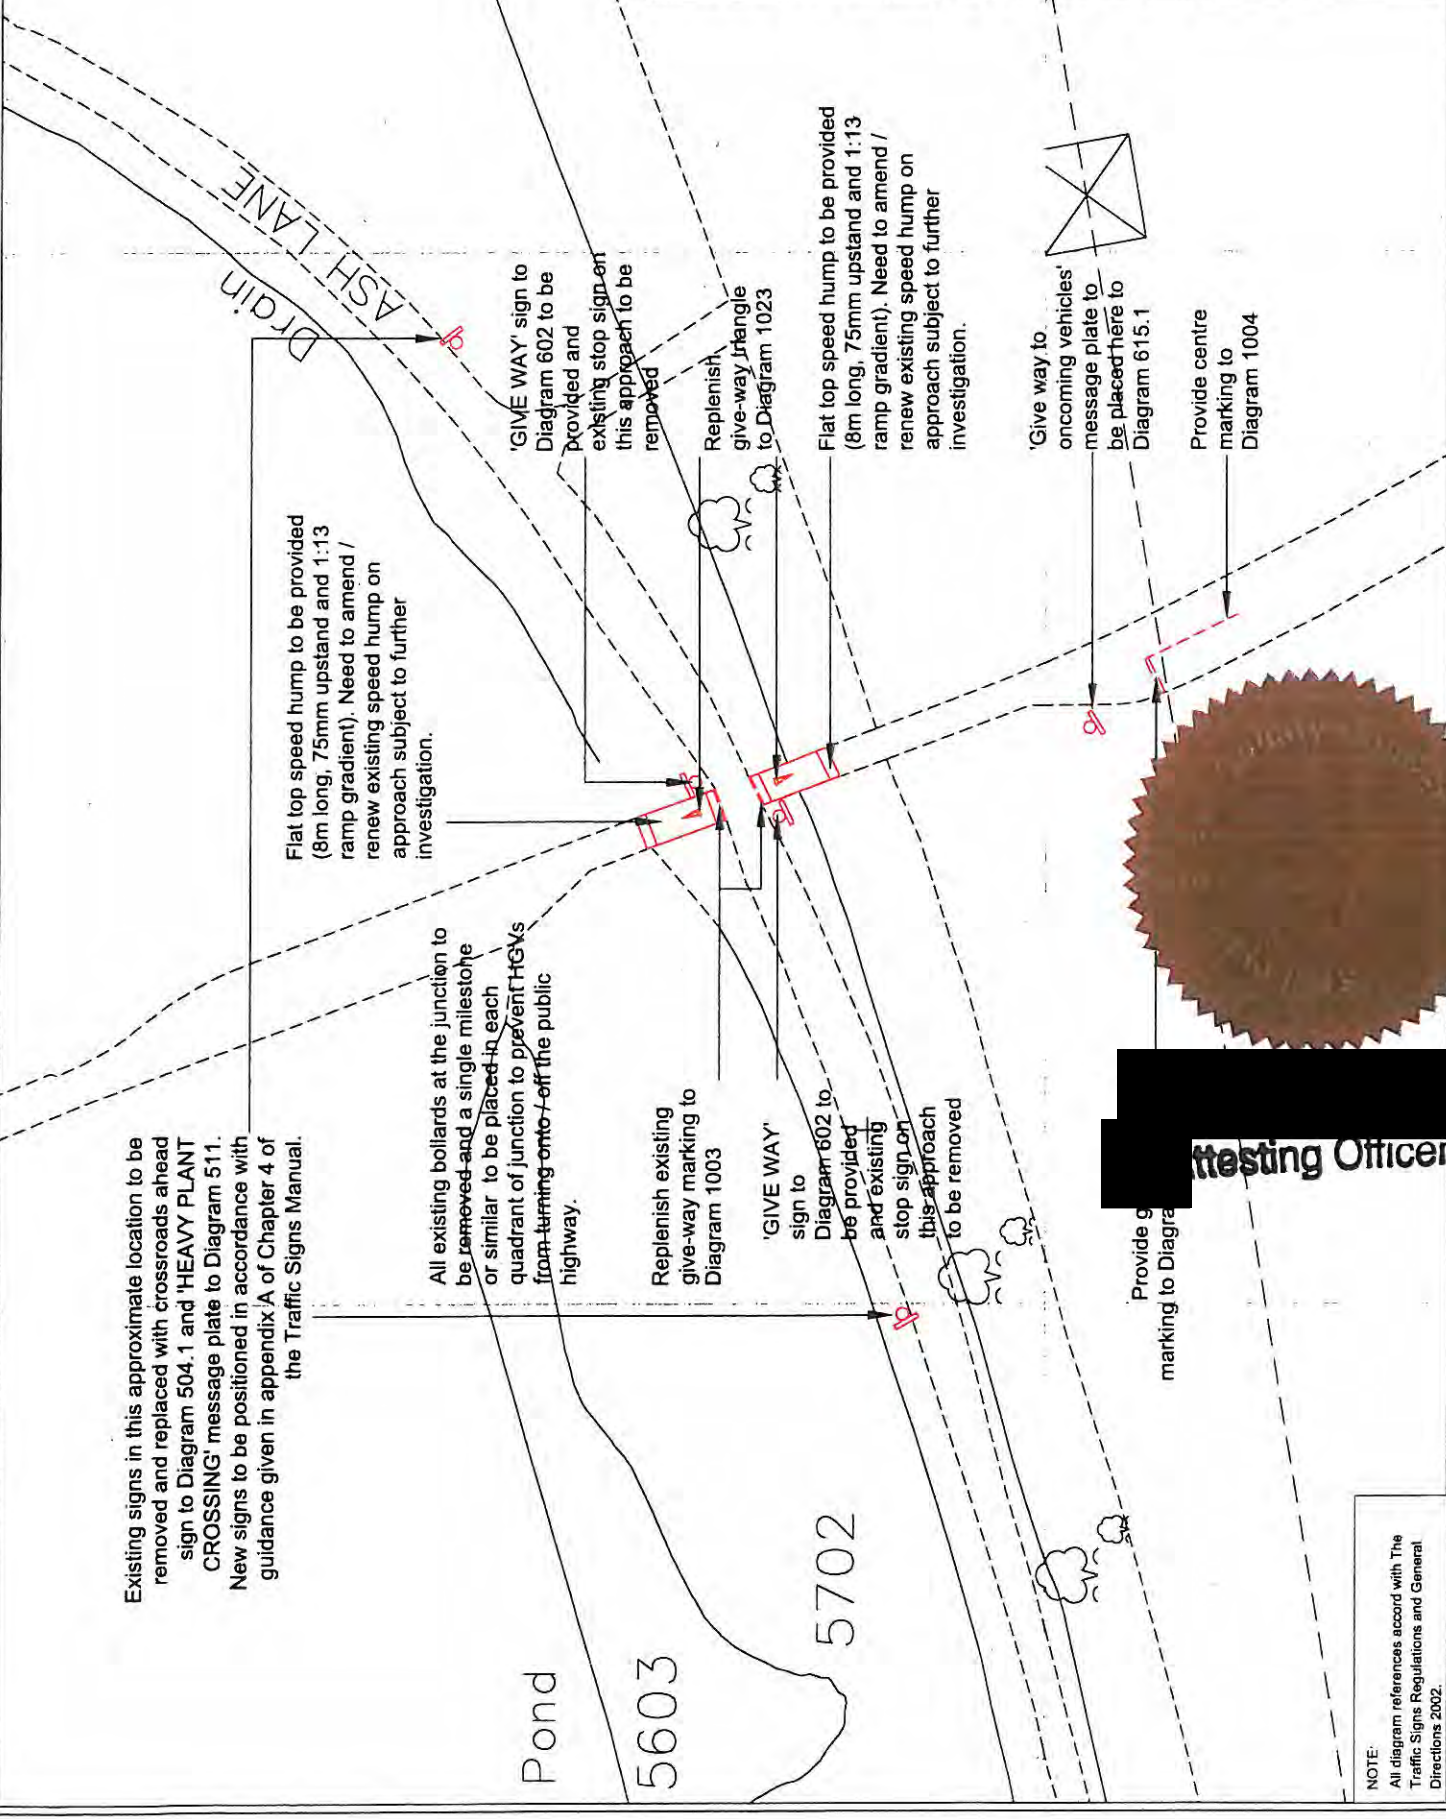 Existing signs in this approximate location to be
removed and replaced with crossroads ahead
sign to Diagram 504.1 and 'HEAVY PLANT
CROSSING' message plate to Diagram 511.
New signs to be positioned in accordance with
guidance given in appendix A of Chapter 4 of
the Traffic Signs Manual.
Drain
ASH LANE
Flat top speed hump to be provided
(8m long, 75mm upstand and 1:13
ramp gradient). Need to amend /
renew existing speed hump on
approach subject to further
investigation.
All existing bollards at the junction to
be removed and a single milestone
or similar to be placed in each
quadrant of junction to prevent HGVs
from turning onto / off the public
highway.
'GIVE WAY' sign to
Diagram 602 to be
provided and
existing stop sign on
this approach to be
removed
Replenish
give-way triangle
to Diagram 1023
Flat top speed hump to be provided
(8m long, 75mm upstand and 1:13
ramp gradient). Need to amend /
renew existing speed hump on
approach subject to further
investigation.
Pond
5603
5702
Replenish existing
give-way marking to
Diagram 1003
'GIVE WAY'
sign to
Diagram 602 to
be provided
and existing
stop sign on
this approach
to be removed
'Give way to
oncoming vehicles'
message plate to
be placed here to
Diagram 615.1
Provide centre
marking to
Diagram 1004
Provide
marking to
Officer
NOTE:
All diagram references accord with The
Traffic Signs Regulations and General
Directions 2002.